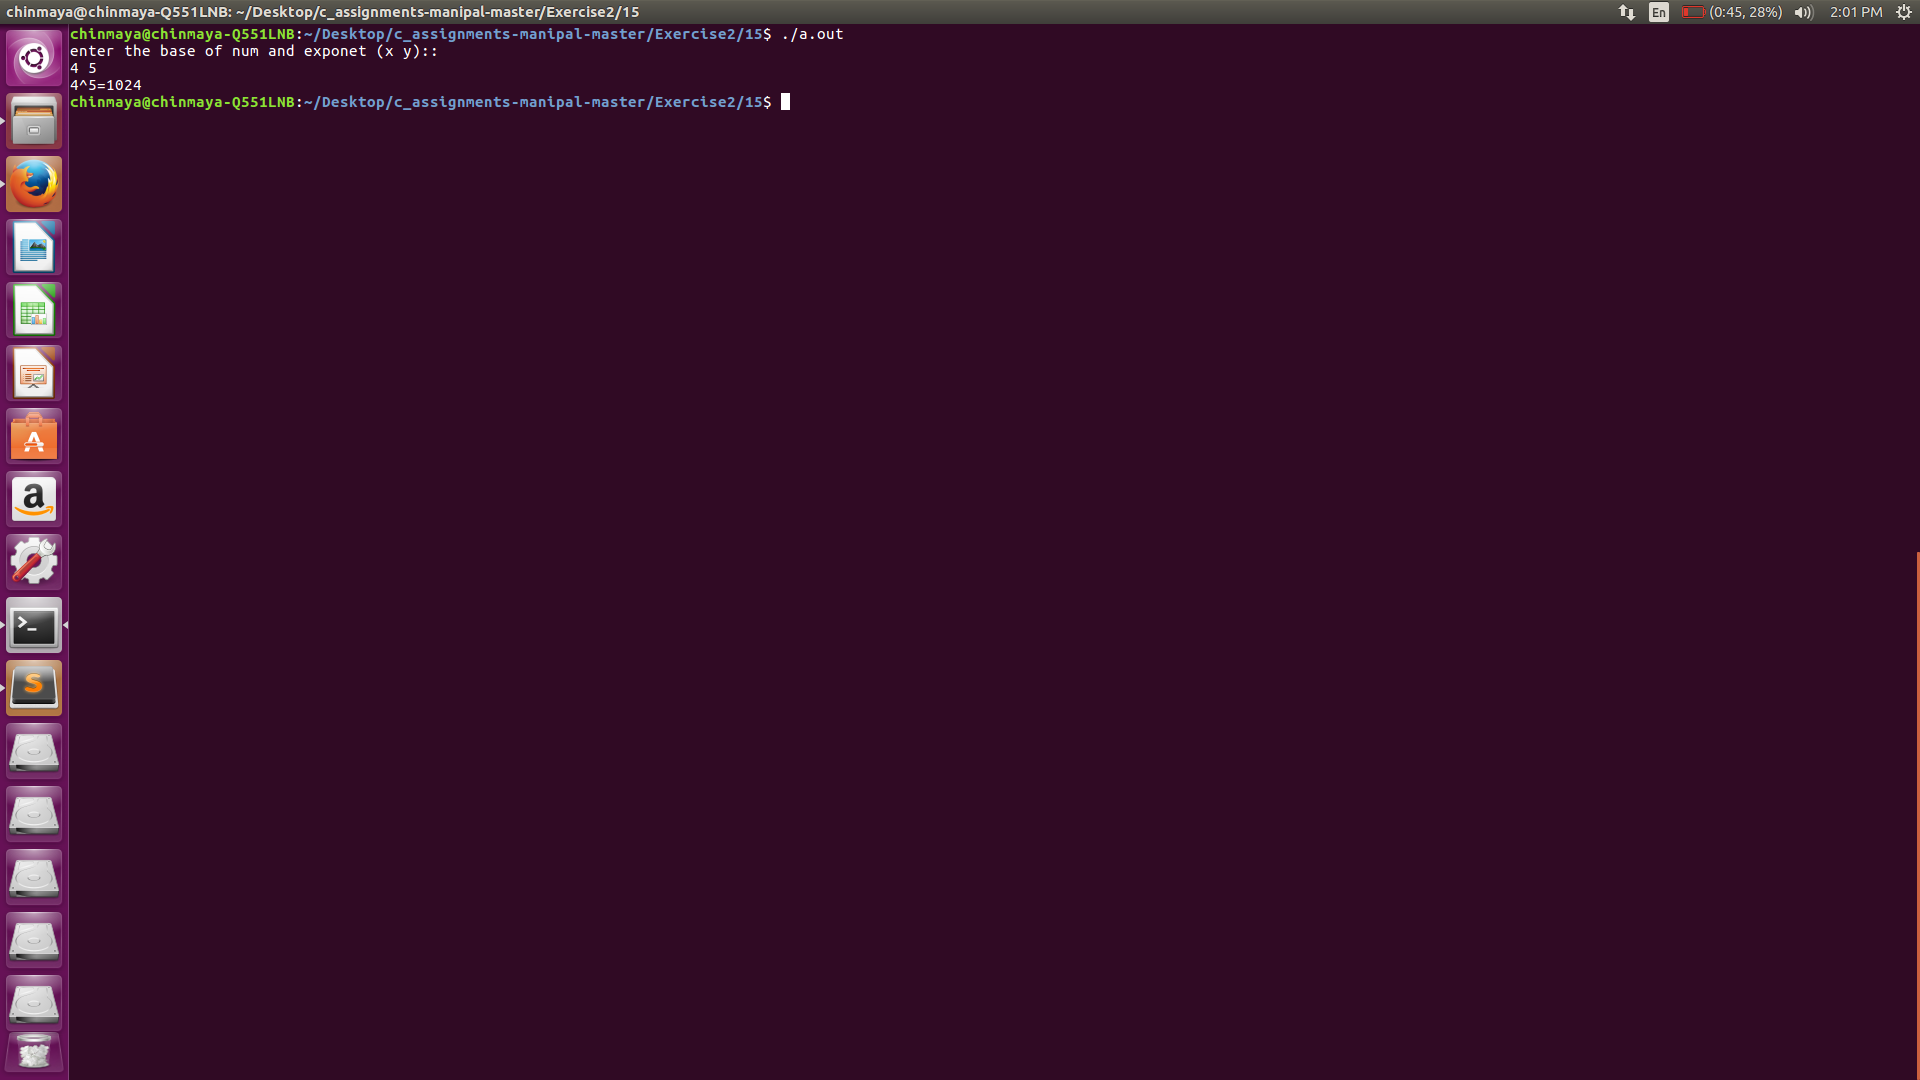 chinmaya@chinmaya-Q551LNB: ~/Desktop/c_assignments-manipal-master/Exercise2/15
En (0:45, 28%) 2:01 PM
chinmaya@chinmaya-Q551LNB:~/Desktop/c_assignments-manipal-master/Exercise2/15$ ./a.out
enter the base of num and exponet (x y)::
4 5
4^5=1024
chinmaya@chinmaya-Q551LNB:~/Desktop/c_assignments-manipal-master/Exercise2/15$